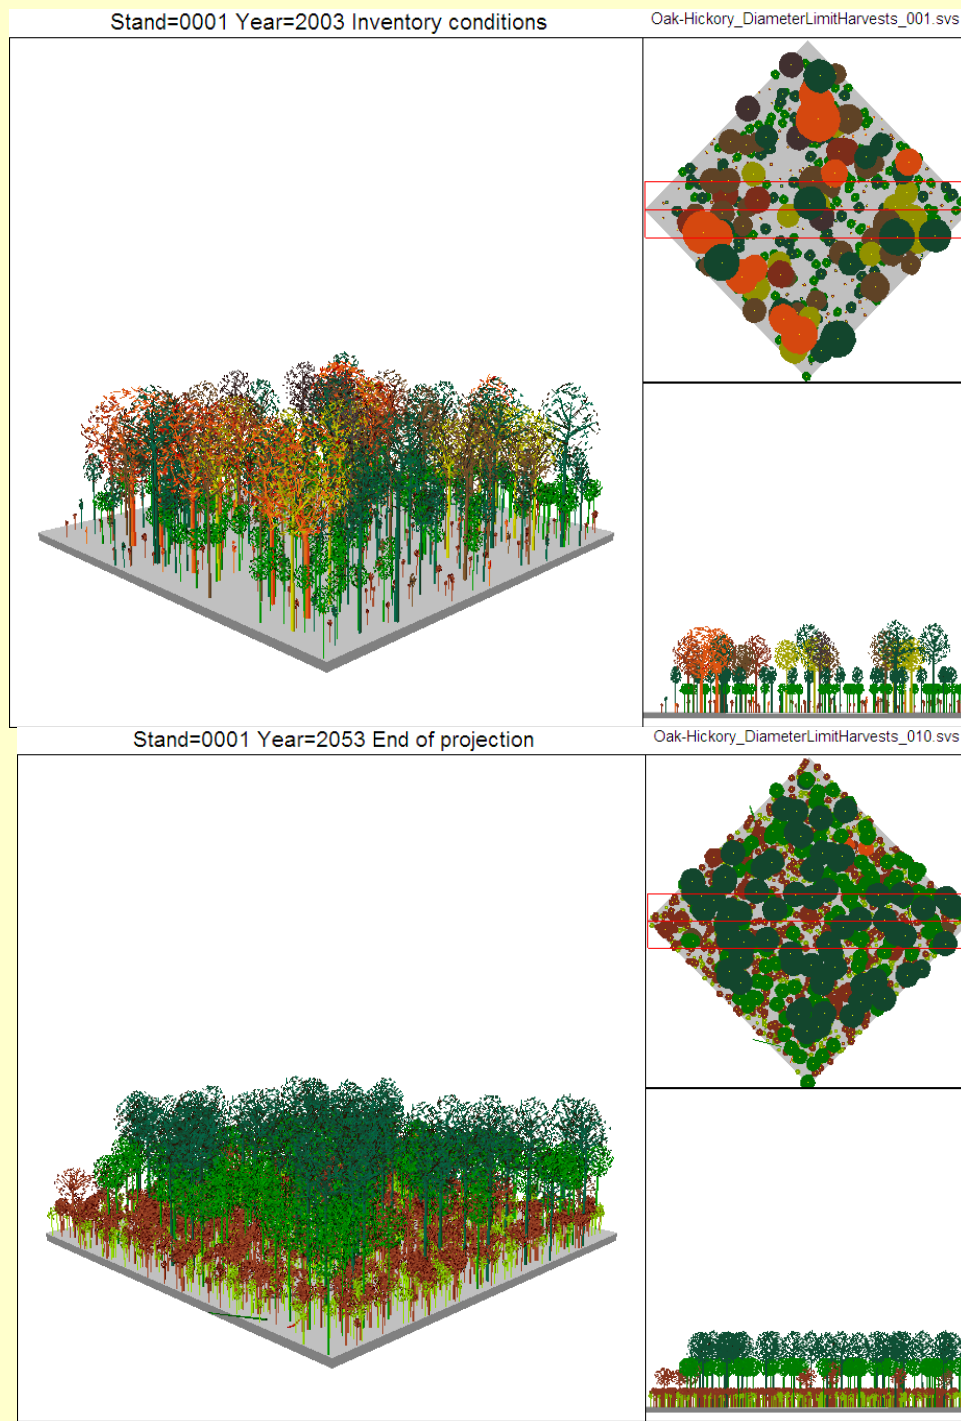 Stand=0001 Year=2003 Inventory conditions
Oak-Hickory_DiameterLimitHarvests_001.svs
Stand=0001 Year=2053 End of projection
Oak-Hickory_DiameterLimitHarvests_010.svs